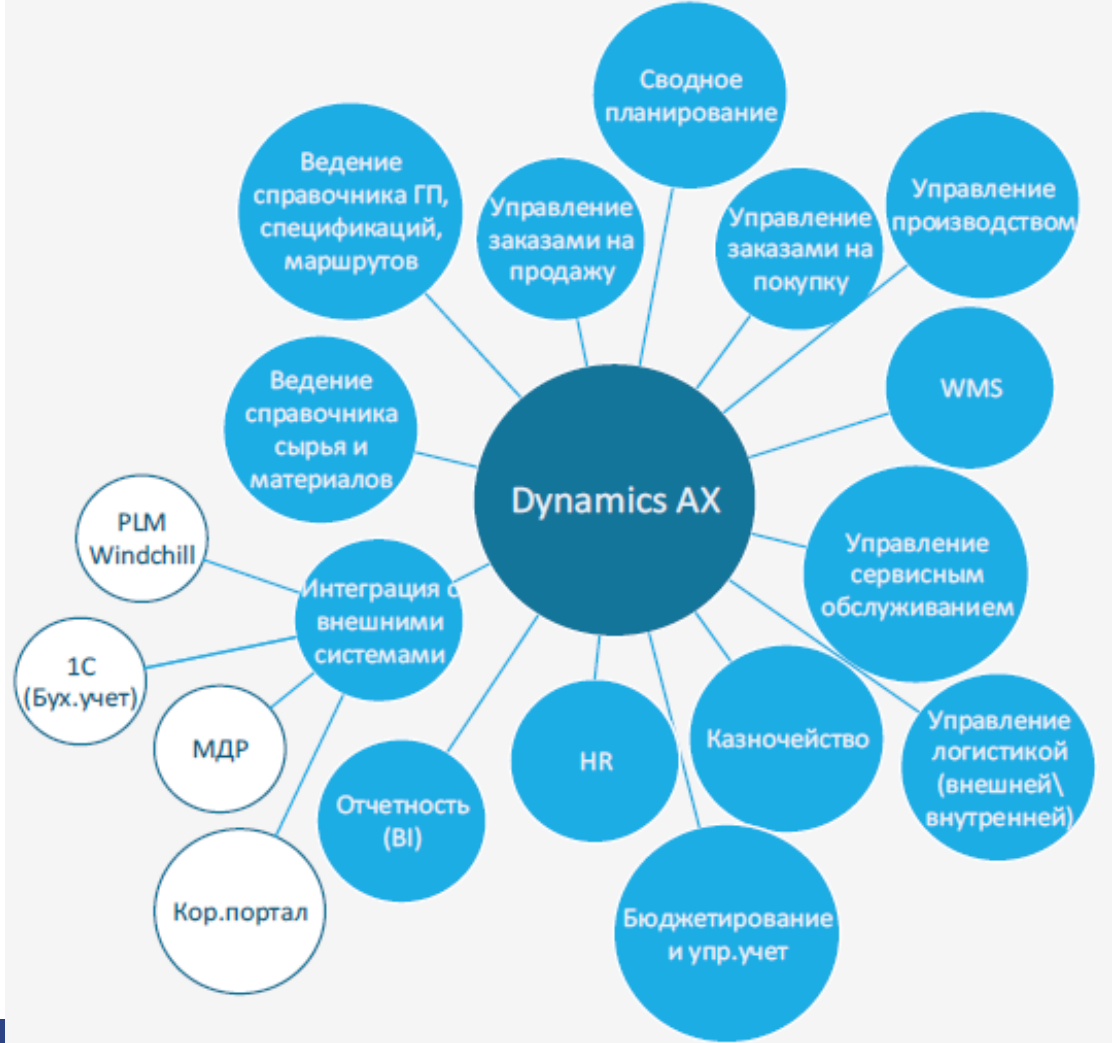 Сводное
планирование
Ведение
справочника ГП,
спецификаций,
маршрутов
Управление
заказами на
продажу
Управление
заказами на
покупку
Управление
производством
WMS
Ведение
справочника
сырья и
материалов
Dynamics AX
PLM
Windchill
Интеграция с
внешними
системами
Управление
сервисным
обслуживанием
1С
(Бух.учет)
МДР
Кор.портал
Отчетность
(BI)
HR
Казночейство
Управление
логистикой
(внешней\
внутренней)
Бюджетирование
и упр.учет